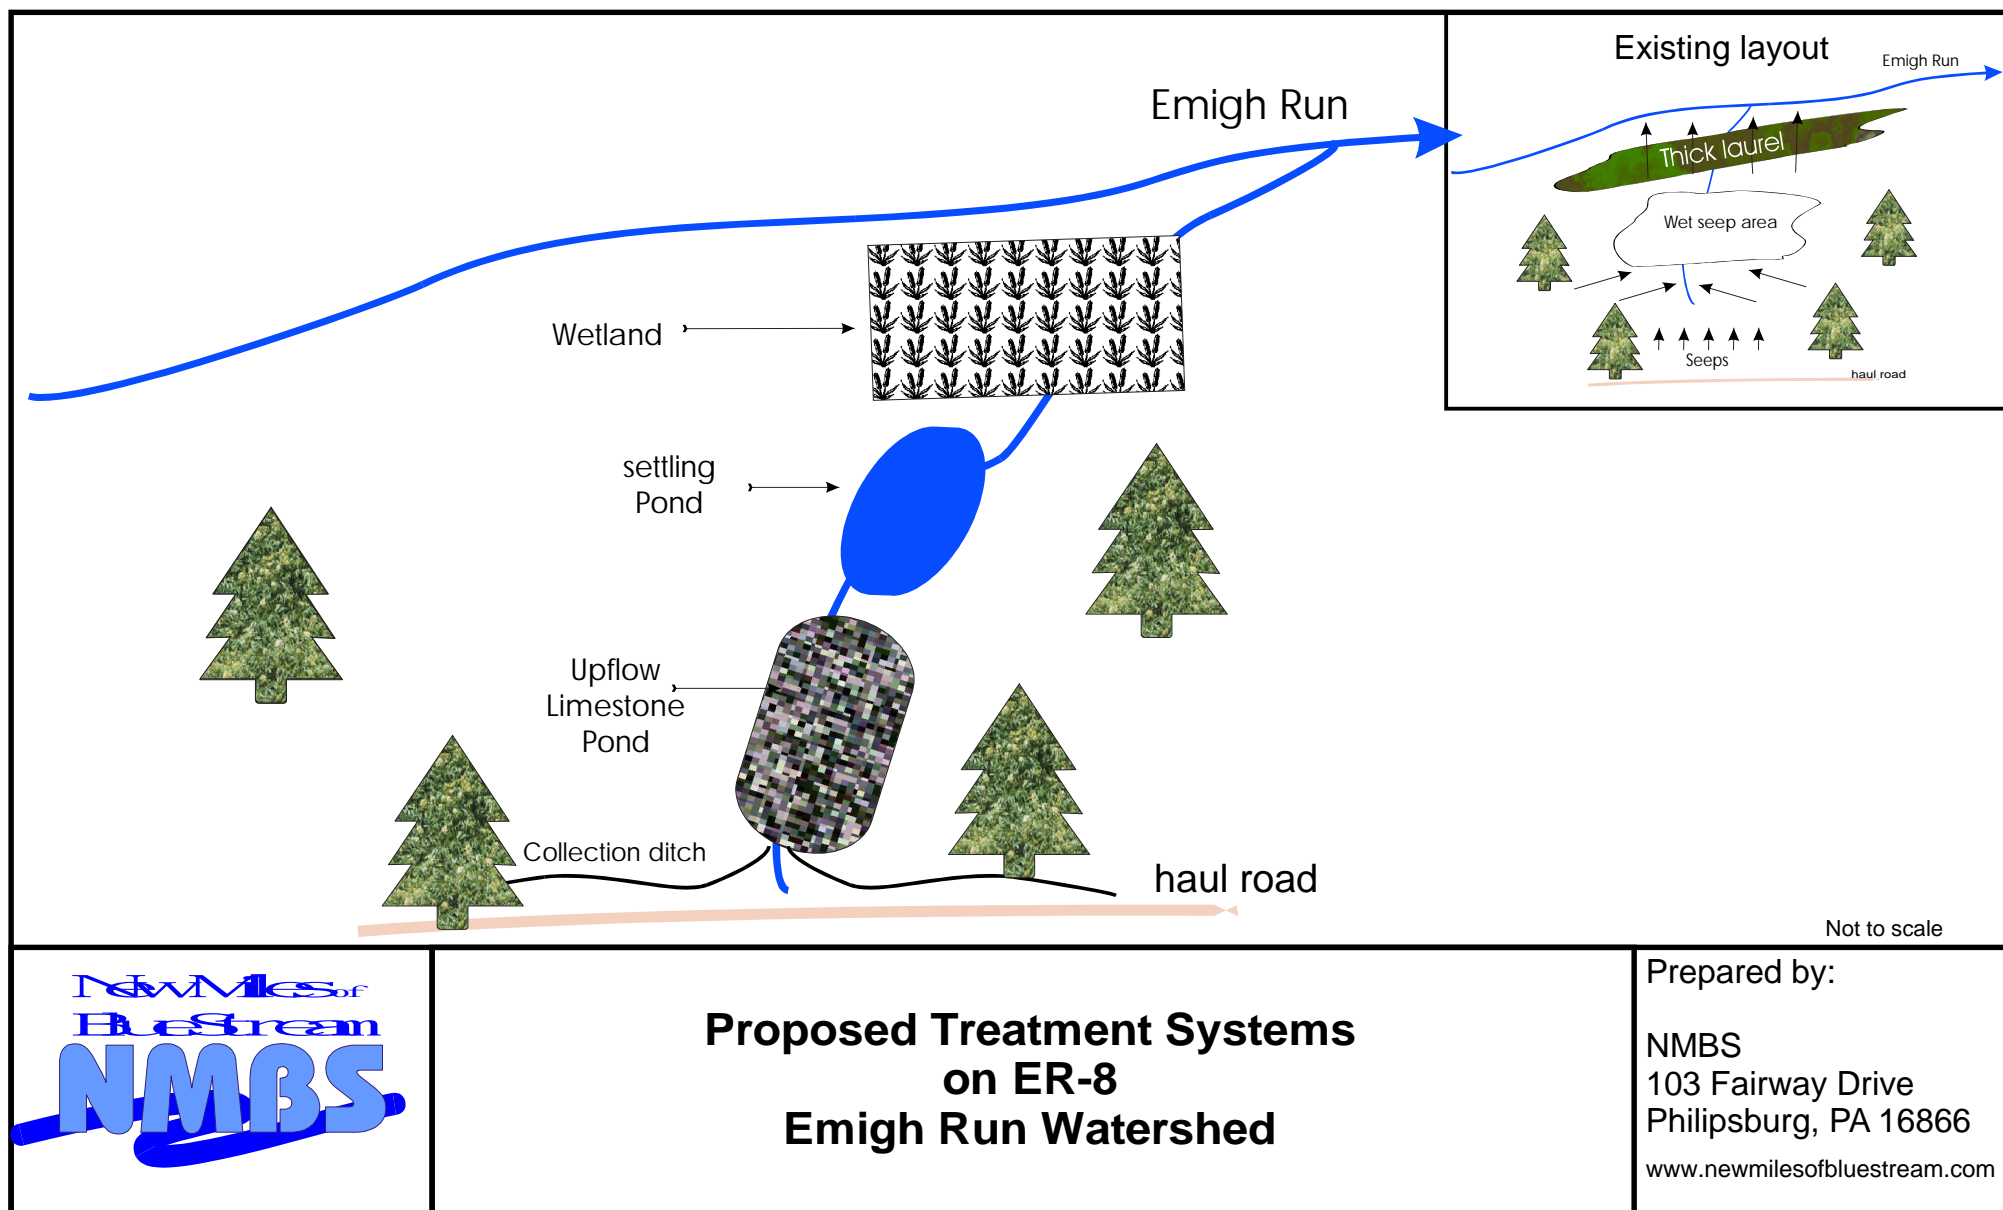 Existing layout
Emigh Run
Thick laurel
Wet seep area
Seeps
haul road
Emigh Run
Wetland
settling
Pond
Upflow
Limestone
Pond
Collection ditch
haul road
Not to scale
New Miles of
Blue Stream
NMBS
Proposed Treatment Systems
on ER-8
Emigh Run Watershed
Prepared by:
NMBS
103 Fairway Drive
Philipsburg, PA 16866
www.newmilesofbluestream.com